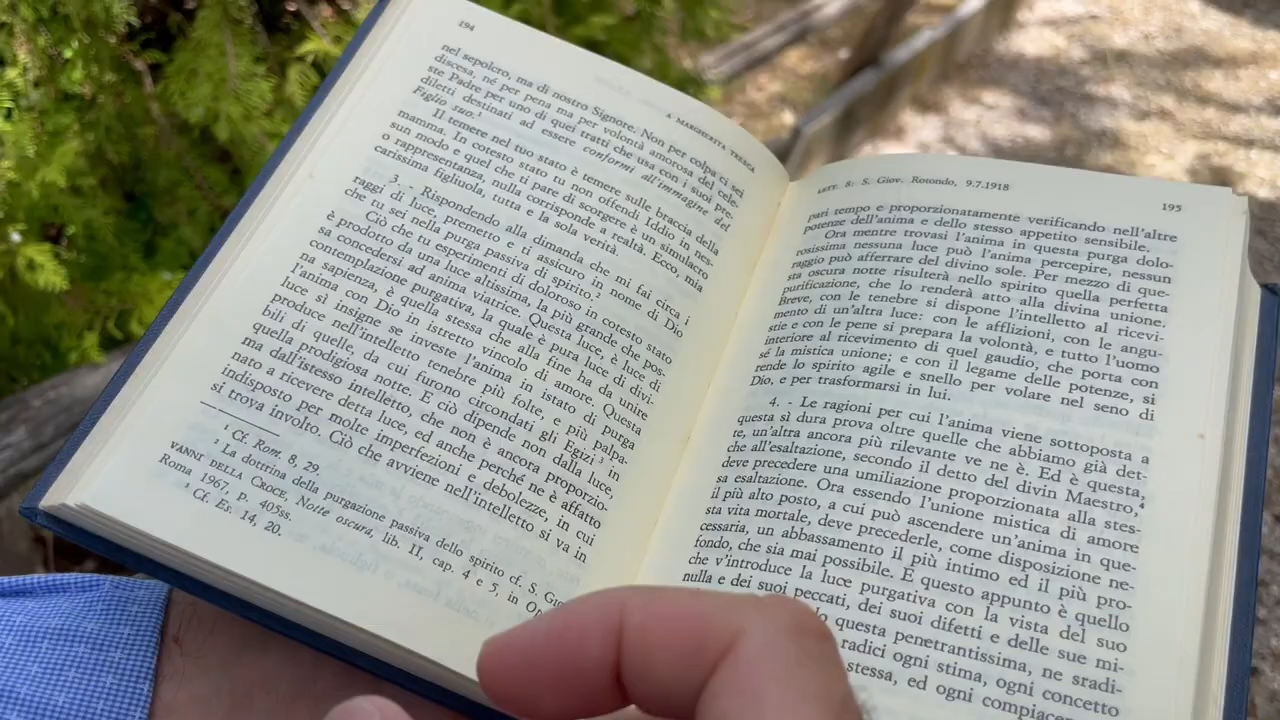 194
A MARGHERITA TRESCA
nel sepolcro, ma di nostro Signore. Non per colpa ci sei
discesa, né per pena ma per volontà amorosa del cele-
ste Padre per uno di quei tratti che usa con i suoi pre-
diletti destinati ad essere conformi all'immagine del
Figlio suo.¹
Il temere nel tuo stato è temere sulle braccia della
mamma. In cotesto stato tu non offendi Iddio in nes-
sun modo e quel che ti pare di scorgere è un simulacro
o rappresentanza, nulla corrisponde a realtà. Ecco, mia
carissima figliuola, tutta e la sola verità.
3. - Rispondendo alla dimanda che mi fai circa i
raggi di luce, premetto e ti assicuro in nome di Dio
che tu sei nella purga passiva di spirito.²
Ciò che tu esperimenti di doloroso in cotesto stato
è prodotto da una luce altissima, la più grande che pos-
sa concedersi ad anima viatrice. Questa luce, è luce di
contemplazione purgativa, la quale è pura luce di divi-
na sapienza, è quella stessa che alla fine ha da unire
l'anima con Dio in istretto vincolo di amore. Questa
luce sì insigne se investe l'anima in istato di purga
produce nell'intelletto tenebre più folte, e più palpa-
bili di quelle, da cui furono circondati gli Egizi ³ in
quella prodigiosa notte. E ciò dipende non dalla luce,
ma dall'istesso intelletto, che non è ancora proporzio-
nato a ricevere detta luce, ed anche perché ne è affatto
indisposto per molte imperfezioni e debolezze, in cui
si trova involto. Ciò che avviene nell'intelletto si va in
¹ Cf. Rom. 8, 29.
² La dottrina della purgazione passiva dello spirito cf. S.
VANNI DELLA CROCE, Notte oscura, lib. II, cap. 4 e 5, in
Roma 1967, p. 405ss.
³ Cf. Es. 14, 20.
LETT. 8: S. Giov. Rotondo, 9.7.1918
195
pari tempo e proporzionatamente verificando nell'altre
potenze dell'anima e dello stesso appetito sensibile.
Ora mentre trovasi l'anima in questa purga dolo-
rosissima nessuna luce può l'anima percepire, nessun
raggio può afferrare del divino sole. Per mezzo di que-
sta oscura notte risulterà nello spirito quella perfetta
purificazione, che lo renderà atto alla divina unione.
Breve, con le tenebre si dispone l'intelletto al ricevi-
mento di un'altra luce: con le afflizioni, con le angu-
stie e con le pene si prepara la volontà, e tutto l'uomo
interiore al ricevimento di quel gaudio, che porta con
sé la mistica unione; e con il legame delle potenze, si
rende lo spirito agile e snello per volare nel seno di
Dio, e per trasformarsi in lui.
4. - Le ragioni per cui l'anima viene sottoposta a
questa sì dura prova oltre quelle che abbiamo già det-
te, un'altra ancora più rilevante ve ne è. Ed è questa,
che all'esaltazione, secondo il detto del divin Maestro,⁴
deve precedere una umiliazione proporzionata alla stes-
sa esaltazione. Ora essendo l'unione mistica di amore
il più alto posto, a cui può ascendere un'anima in que-
sta vita mortale, deve precederle, come disposizione ne-
cessaria, un abbassamento il più intimo ed il più pro-
fondo, che sia mai possibile. E questo appunto è quello
che v'introduce la luce purgativa con la vista del suo
nulla e dei suoi peccati, dei suoi difetti e delle sue mi-
questa penetrantissima, ne sradi-
radici ogni stima, ogni concetto
stessa, ed ogni